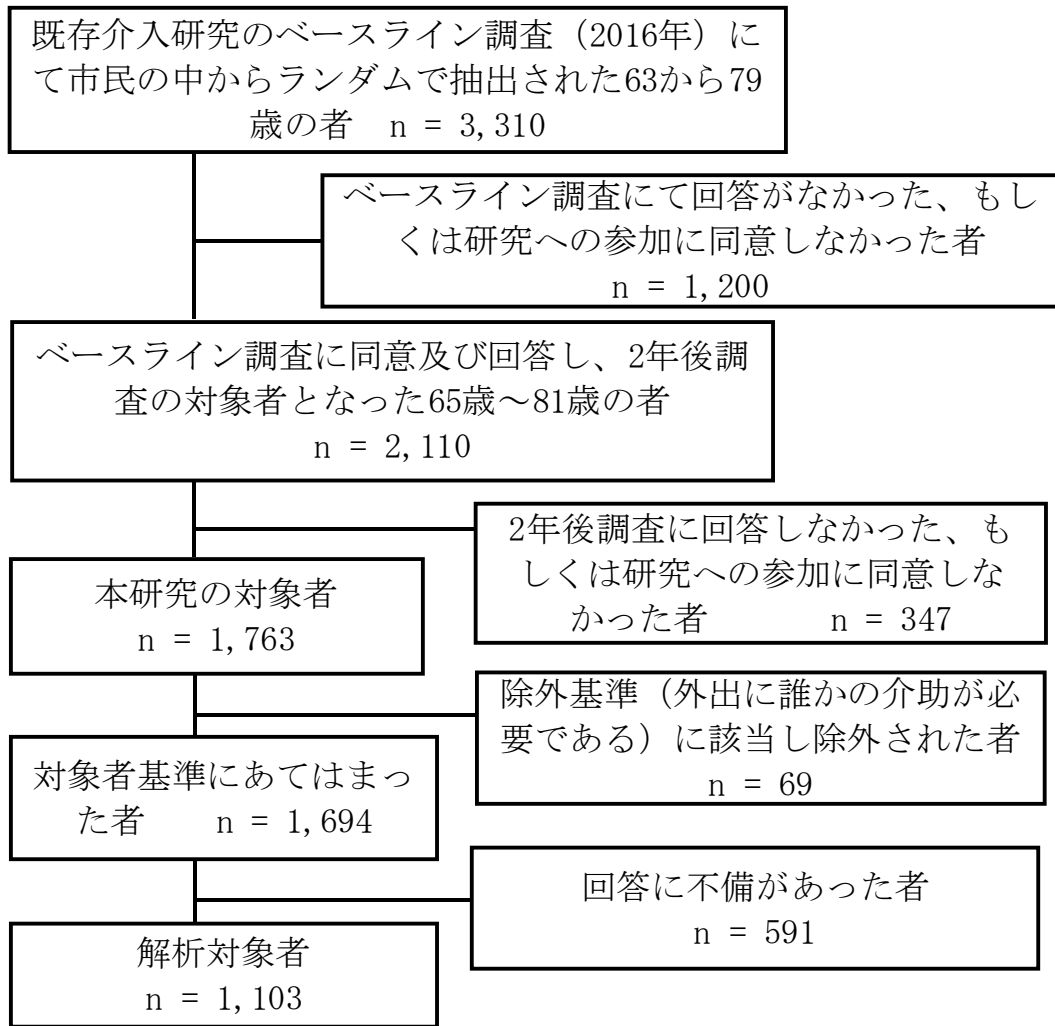 既存介入研究のベースライン調査（2016年）に
て市民の中からランダムで抽出された63から79
歳の者　n = 3,310
ベースライン調査にて回答がなかった、もし
くは研究への参加に同意しなかった者
n = 1,200
ベースライン調査に同意及び回答し、2年後調
査の対象者となった65歳～81歳の者
n = 2,110
2年後調査に回答しなかった、も
しくは研究への参加に同意しな
かった者　　　n = 347
本研究の対象者
n = 1,763
除外基準（外出に誰かの介助が必
要である）に該当し除外された者
n = 69
対象者基準にあてはまっ
た者　　n = 1,694
回答に不備があった者
n = 591
解析対象者
n = 1,103